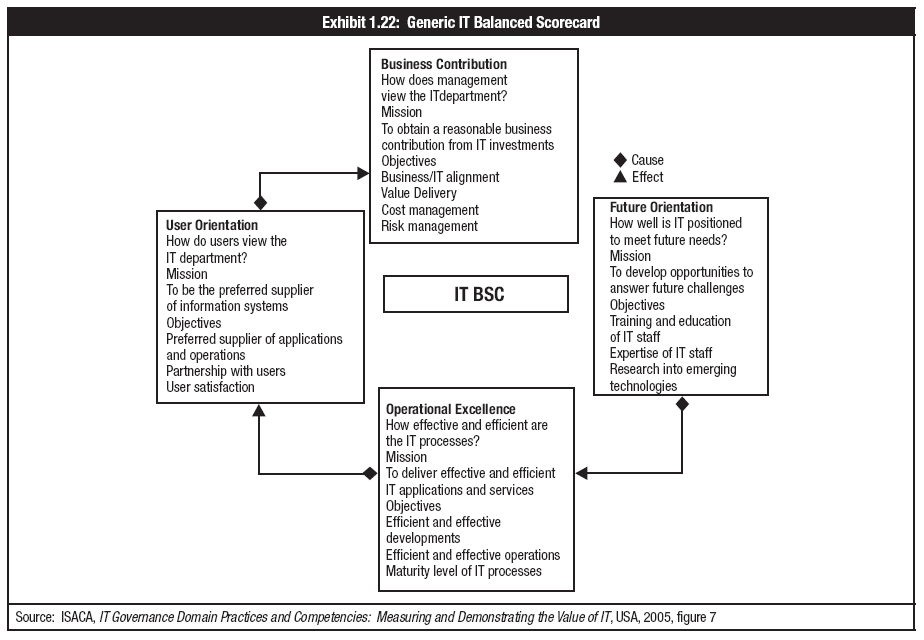 Exhibit 1.22: Generic IT Balanced Scorecard
Business Contribution
How does management
view the ITdepartment?
Mission
To obtain a reasonable business
contribution from IT investments
Objectives
Business/IT alignment
Value Delivery
Cost management
Risk management
Cause
Effect
User Orientation
How do users view the
IT department?
Mission
To be the preferred supplier
of information systems
Objectives
Preferred supplier of applications
and operations
Partnership with users
User satisfaction
IT BSC
Future Orientation
How well is IT positioned
to meet future needs?
Mission
To develop opportunities to
answer future challenges
Objectives
Training and education
of IT staff
Expertise of IT staff
Research into emerging
technologies
Operational Excellence
How effective and efficient are
the IT processes?
Mission
To deliver effective and efficient
IT applications and services
Objectives
Efficient and effective
developments
Efficient and effective operations
Maturity level of IT processes
Source: ISACA, IT Governance Domain Practices and Competencies: Measuring and Demonstrating the Value of IT, USA, 2005, figure 7